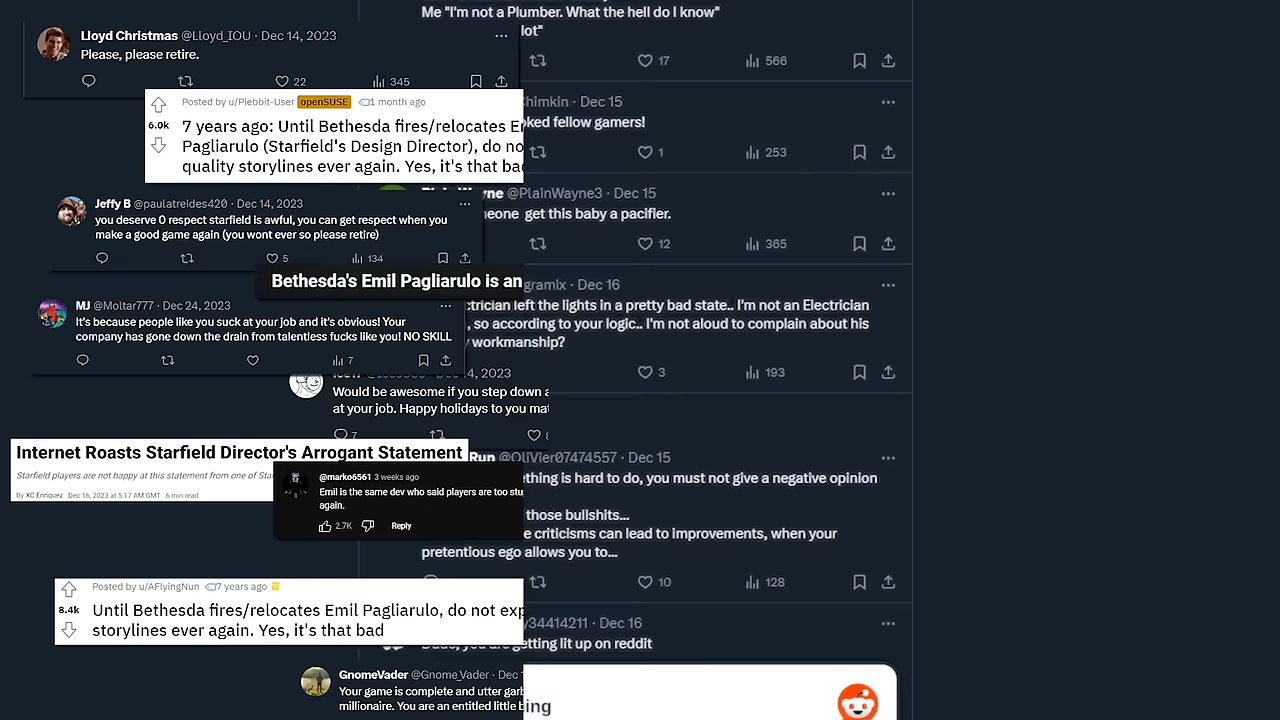 Me "I'm not a Plumber. What the hell do I know"
lot"
17 566
Lloyd Christmas @Lloyd_IOU · Dec 14, 2023
Please, please retire.
22 345
Posted by u/Plebbit-User openSUSE 1 month ago
6.0k
7 years ago: Until Bethesda fires/relocates
Pagliarulo (Starfield's Design Director), do
quality storylines ever again. Yes, it's that bad
Chimkin · Dec 15
ked fellow gamers!
1 253
Jeffy B @paulatreides420 · Dec 14, 2023
you deserve 0 respect starfield is awful, you can get respect when you
make a good game again (you wont ever so please retire)
5 134
Wayne @PlainWayne3 · Dec 15
get this baby a pacifier.
12 365
Bethesda's Emil Pagliarulo is an
MJ @Moltar777 · Dec 24, 2023
It's because people like you suck at your job and it's obvious! Your
company has gone down the drain from talentless fucks like you! NO SKILL
7
gramix · Dec 16
trician left the lights in a pretty bad state.. I'm not an Electrician
, so according to your logic.. I'm not aloud to complain about his
workmanship?
3 193
4, 2023
Would be awesome if you step down
at your job. Happy holidays to you
7
Internet Roasts Starfield Director's Arrogant Statement
Starfield players are not happy at this statement from one of
By XC Enriquez Dec 16, 2023 at 5:17 AM GMT 6 min read
@marko6561 3 weeks ago
Emil is the same dev who said players are too
again.
2.7K Reply
Run @OliVier07474557 · Dec 15
thing is hard to do, you must not give a negative opinion
those bullshits...
criticisms can lead to improvements, when your
pretentious ego allows you to...
10 128
Posted by u/AFlyingNun 7 years ago
8.4k
Until Bethesda fires/relocates Emil Pagliarulo, do not
storylines ever again. Yes, it's that bad
y34414211 · Dec 16
getting lit up on reddit
GnomeVader @Gnome_Vader · Dec
Your game is complete and utter
millionaire. You are an entitled little
ing